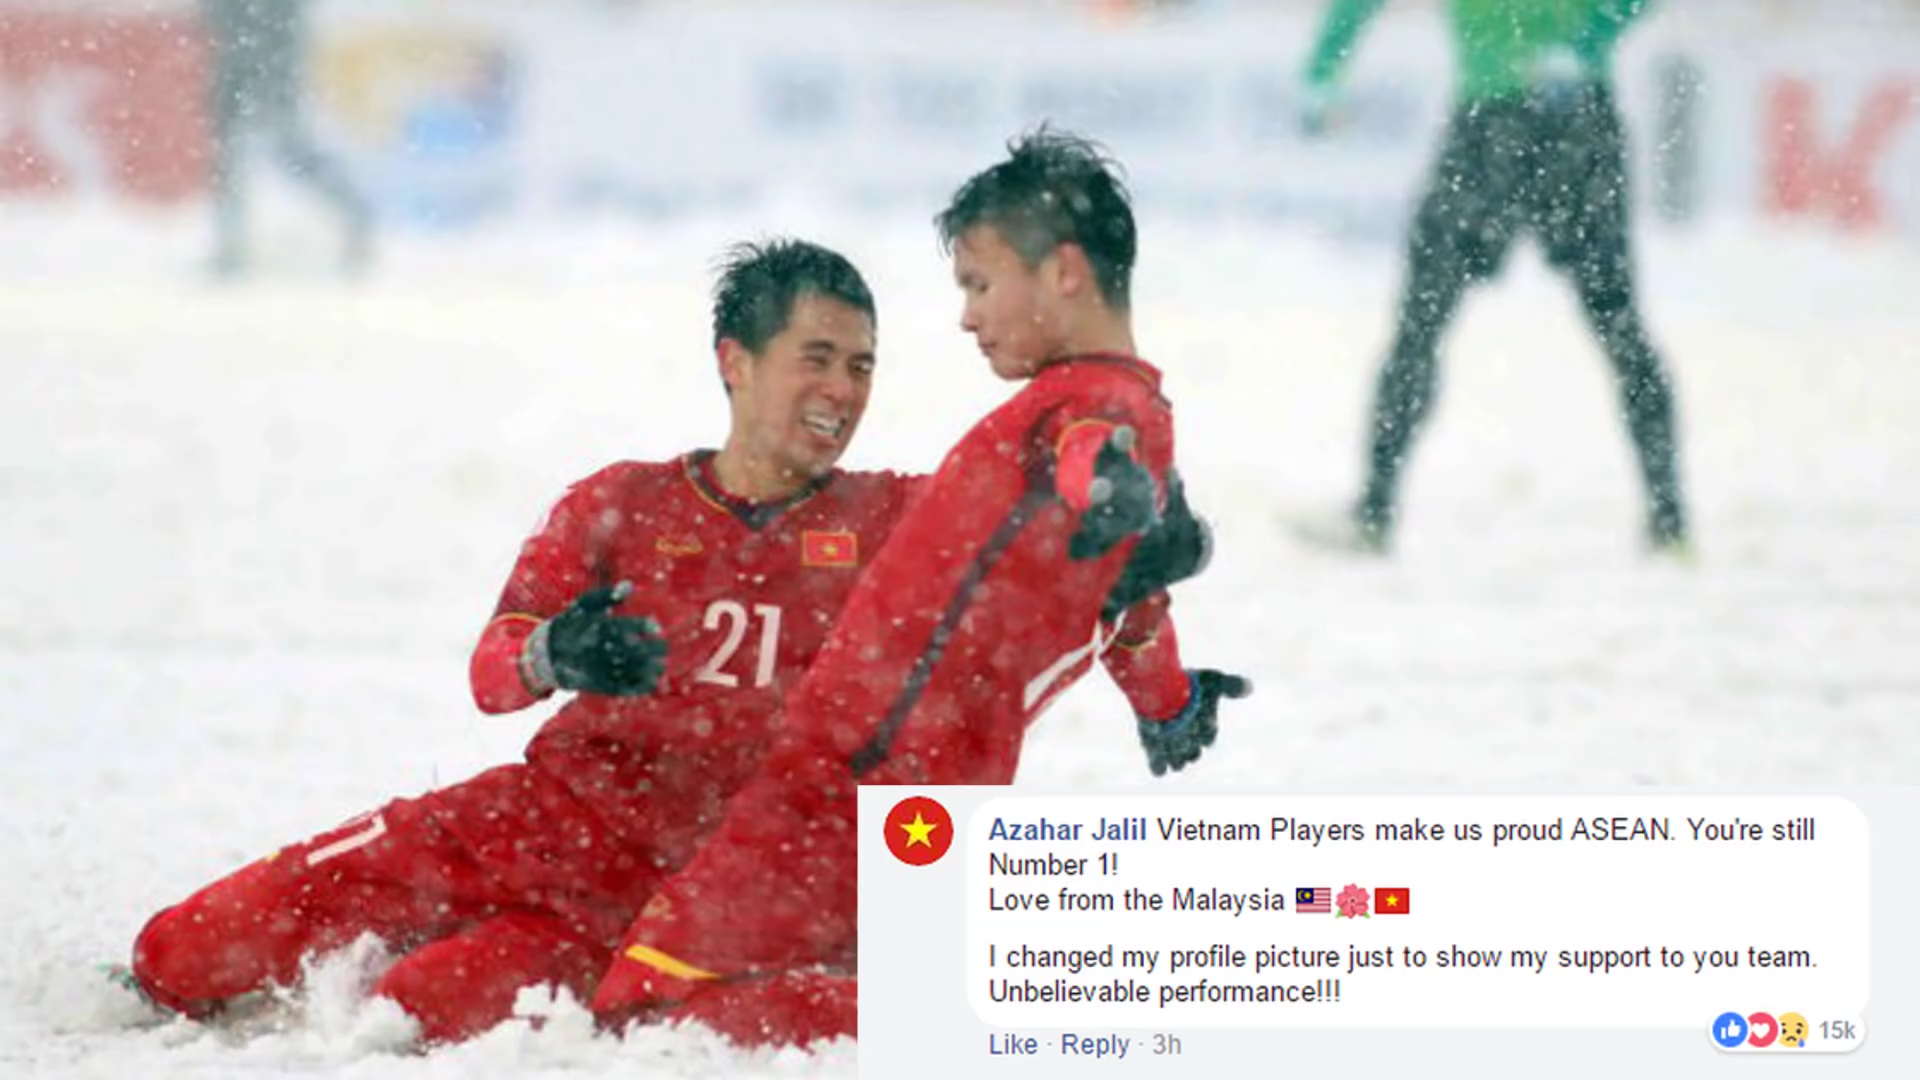 21
Azahar Jalil Vietnam Players make us proud ASEAN. You're still
Number 1!
Love from the Malaysia 🇲🇾🌺🇻🇳
I changed my profile picture just to show my support to you team.
Unbelievable performance!!!
Like · Reply · 3h
15k